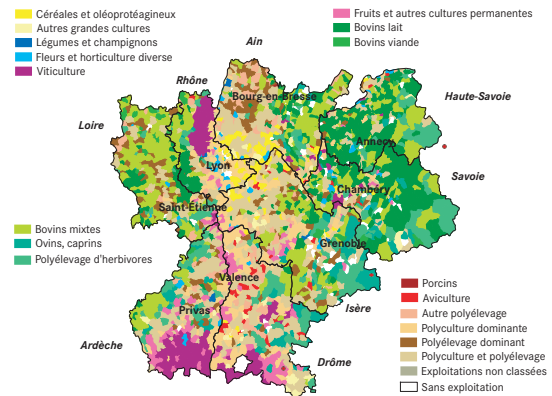 Céréales et oléoprotéagineux
Autres grandes cultures
Légumes et champignons
Fleurs et horticulture diverse
Viticulture
Fruits et autres cultures permanentes
Bovins lait
Bovins viande
Ain
Rhône
Bourg-en-Bresse
Haute-Savoie
Loire
Annecy
Lyon
Savoie
Chambéry
Saint-Étienne
Bovins mixtes
Ovins, caprins
Polyélevage d'herbivores
Grenoble
Valence
Privas
Isère
Ardèche
Drôme
Porcins
Aviculture
Autre polyélevage
Polyculture dominante
Polyélevage dominant
Polyculture et polyélevage
Exploitations non classées
Sans exploitation